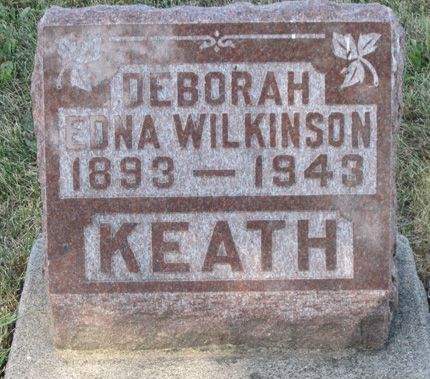 DEBORAH
EDNA WILKINSON
1893 — 1943
KEATH